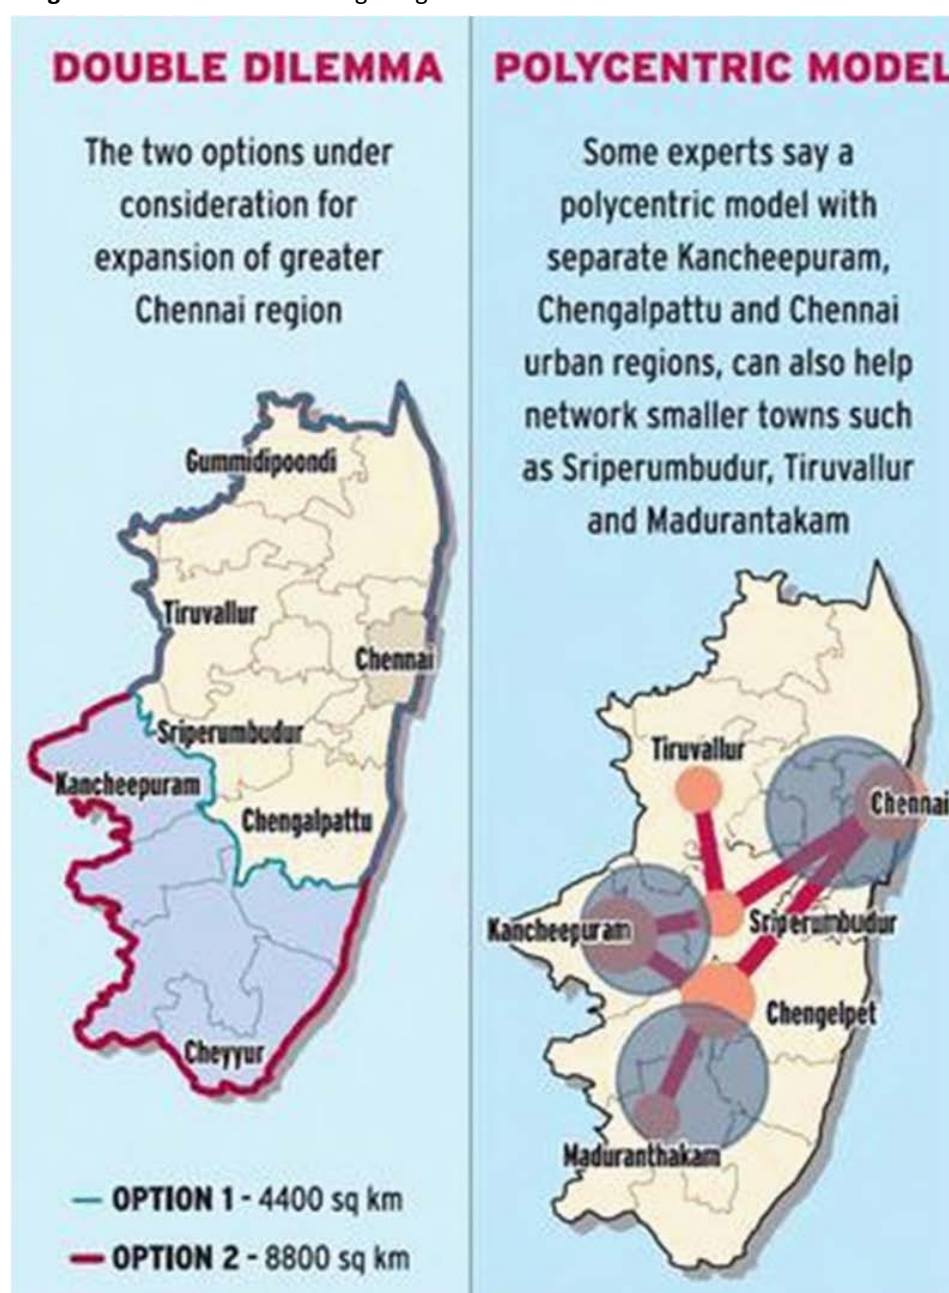 DOUBLE DILEMMA
The two options under
consideration for
expansion of greater
Chennai region
Gummidipoondi
Tiruvallur
Chennai
Sriperumbudur
Kancheepuram
Chengalpattu
Cheyyur
OPTION 1 - 4400 sq km
OPTION 2 - 8800 sq km
POLYCENTRIC MODEL
Some experts say a
polycentric model with
separate Kancheepuram,
Chengalpattu and Chennai
urban regions, can also help
network smaller towns such
as Sriperumbudur, Tiruvallur
and Madurantakam
Tiruvallur
Chennai
Kancheepuram
Sriperumbudur
Chengelpet
Maduranthakam